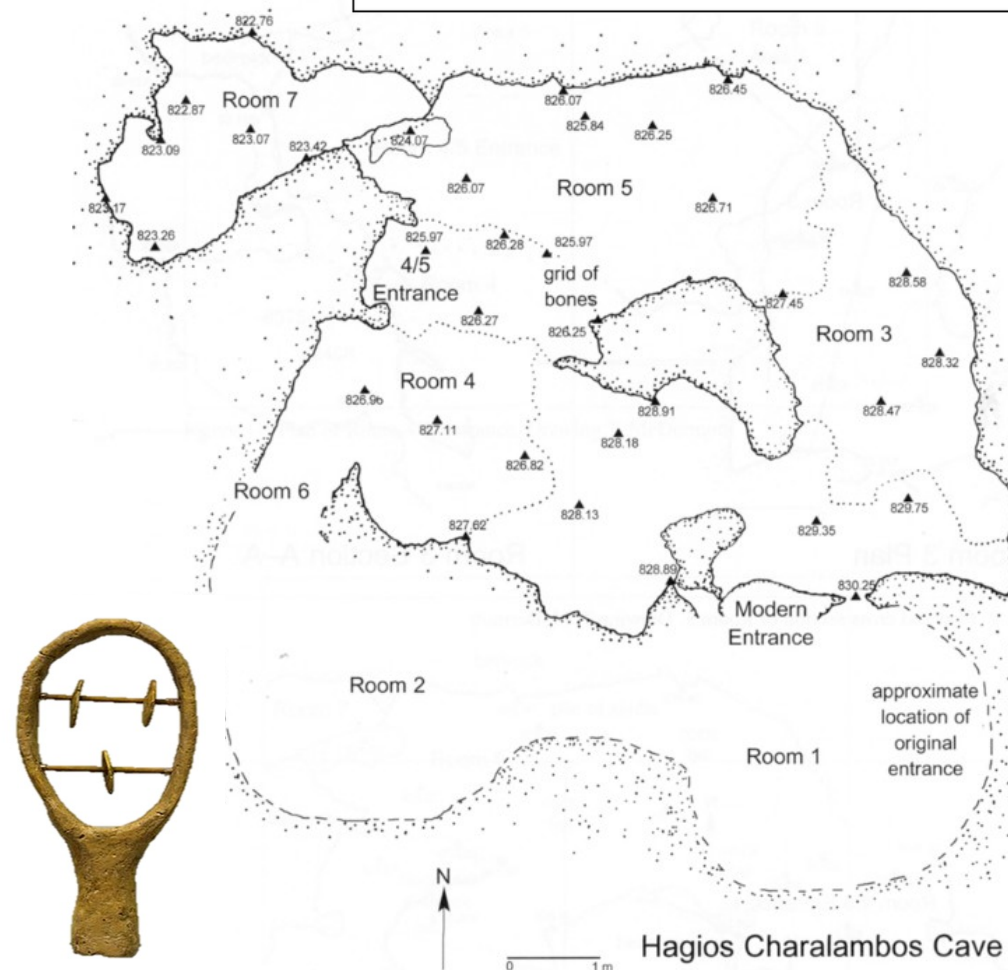 822.76
826.45
826.07
822.87
Room 7
825.84
826.25
823.07
824.07
823.09
823.42
826.07
Room 5
823.17
826.71
823.26
825.97
826.28
825.97
4/5
Entrance
grid of
bones
828.58
827.45
826.27
826.25
Room 3
828.32
Room 4
826.96
828.91
828.47
827.11
828.18
826.82
Room 6
829.75
828.13
829.35
827.62
828.89
830.25
Modern
Entrance
Room 2
approximate
location of
original
entrance
Room 1
N
Hagios Charalambos Cave
0 1 m